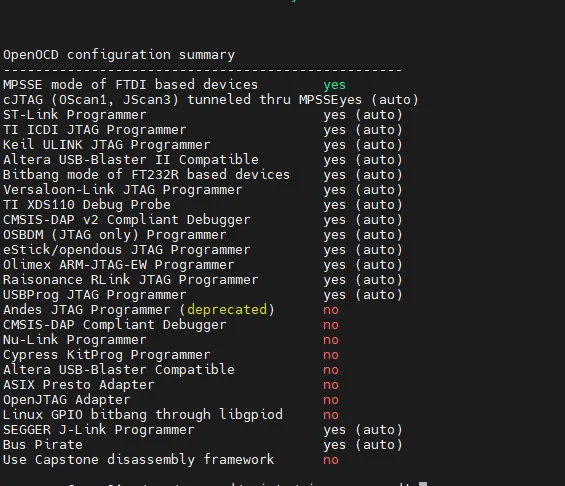 OpenOCD configuration summary
--------------------------------------------------
MPSSE mode of FTDI based devices        yes
cJTAG (OScan1, JScan3) tunneled thru MPSSEyes (auto)
ST-Link Programmer                      yes (auto)
TI ICDI JTAG Programmer                 yes (auto)
Keil ULINK JTAG Programmer              yes (auto)
Altera USB-Blaster II Compatible        yes (auto)
Bitbang mode of FT232R based devices    yes (auto)
Versaloon-Link JTAG Programmer          yes (auto)
TI XDS110 Debug Probe                   yes (auto)
CMSIS-DAP v2 Compliant Debugger         yes (auto)
OSBDM (JTAG only) Programmer            yes (auto)
eStick/opendous JTAG Programmer         yes (auto)
Olimex ARM-JTAG-EW Programmer           yes (auto)
Raisonance RLink JTAG Programmer        yes (auto)
USBProg JTAG Programmer                 yes (auto)
Andes JTAG Programmer (deprecated)      no
CMSIS-DAP Compliant Debugger            no
Nu-Link Programmer                      no
Cypress KitProg Programmer              no
Altera USB-Blaster Compatible           no
ASIX Presto Adapter                     no
OpenJTAG Adapter                        no
Linux GPIO bitbang through libgpiod     no
SEGGER J-Link Programmer                yes (auto)
Bus Pirate                              yes (auto)
Use Capstone disassembly framework      no